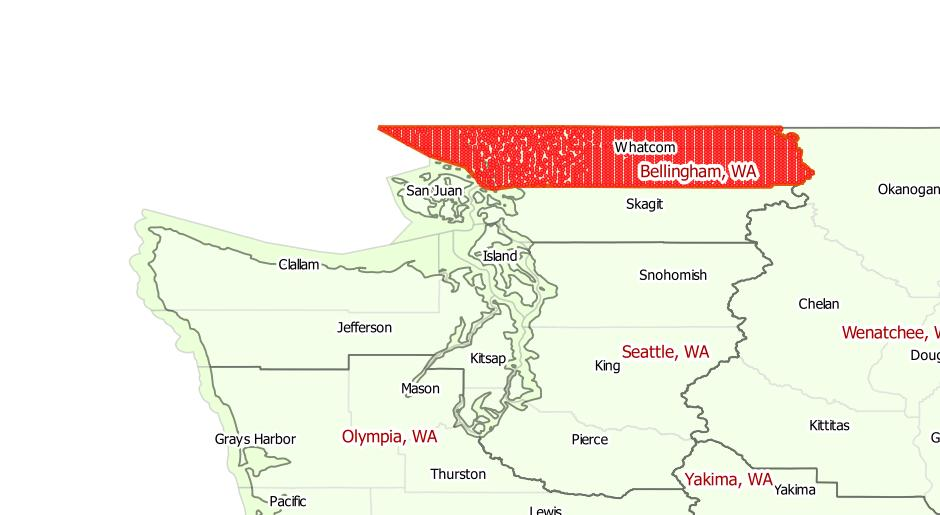 Whatcom
Bellingham, WA
San Juan
Okanogan
Skagit
Island
Clallam
Snohomish
Chelan
Jefferson
Wenatchee, W
Seattle, WA
Doug
Kitsap
King
Mason
Kittitas
Grays Harbor
Olympia, WA
Pierce
G
Thurston
Yakima, WA
Yakima
Pacific
Lewis